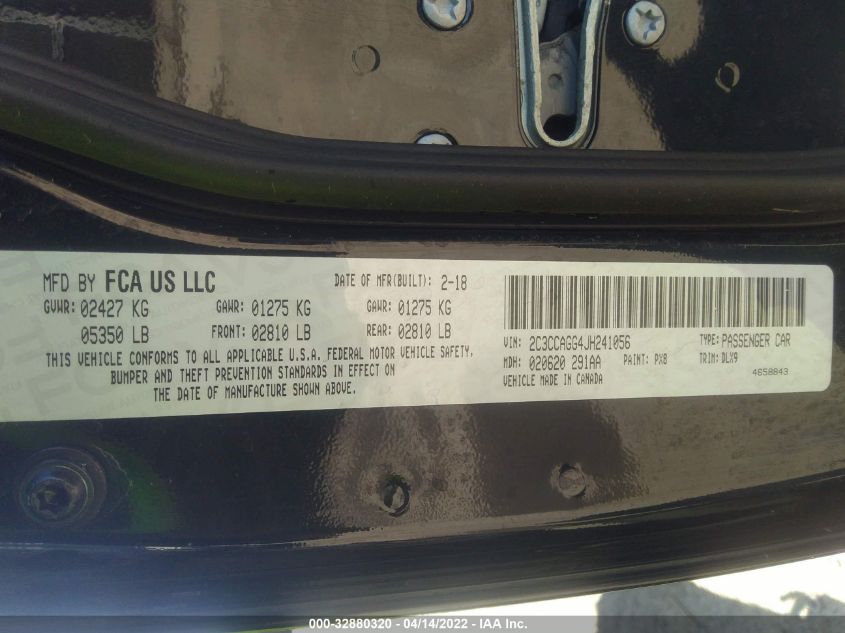 MFD BY FCA US LLC DATE OF MFR(BUILT): 2-18
GVWR: 02427 KG GAWR: 01275 KG GAWR: 01275 KG
05350 LB FRONT: 02810 LB REAR: 02810 LB
THIS VEHICLE CONFORMS TO ALL APPLICABLE U.S.A. FEDERAL MOTOR VEHICLE SAFETY,
BUMPER AND THEFT PREVENTION STANDARDS IN EFFECT ON
THE DATE OF MANUFACTURE SHOWN ABOVE.
VIN: 2C3CCAGG4JH241056 TYPE: PASSENGER CAR
MDH: 020620 291AA PAINT: PX8 TRIM: DLX9
VEHICLE MADE IN CANADA 4658843
000-32880320 - 04/14/2022 - IAA Inc.